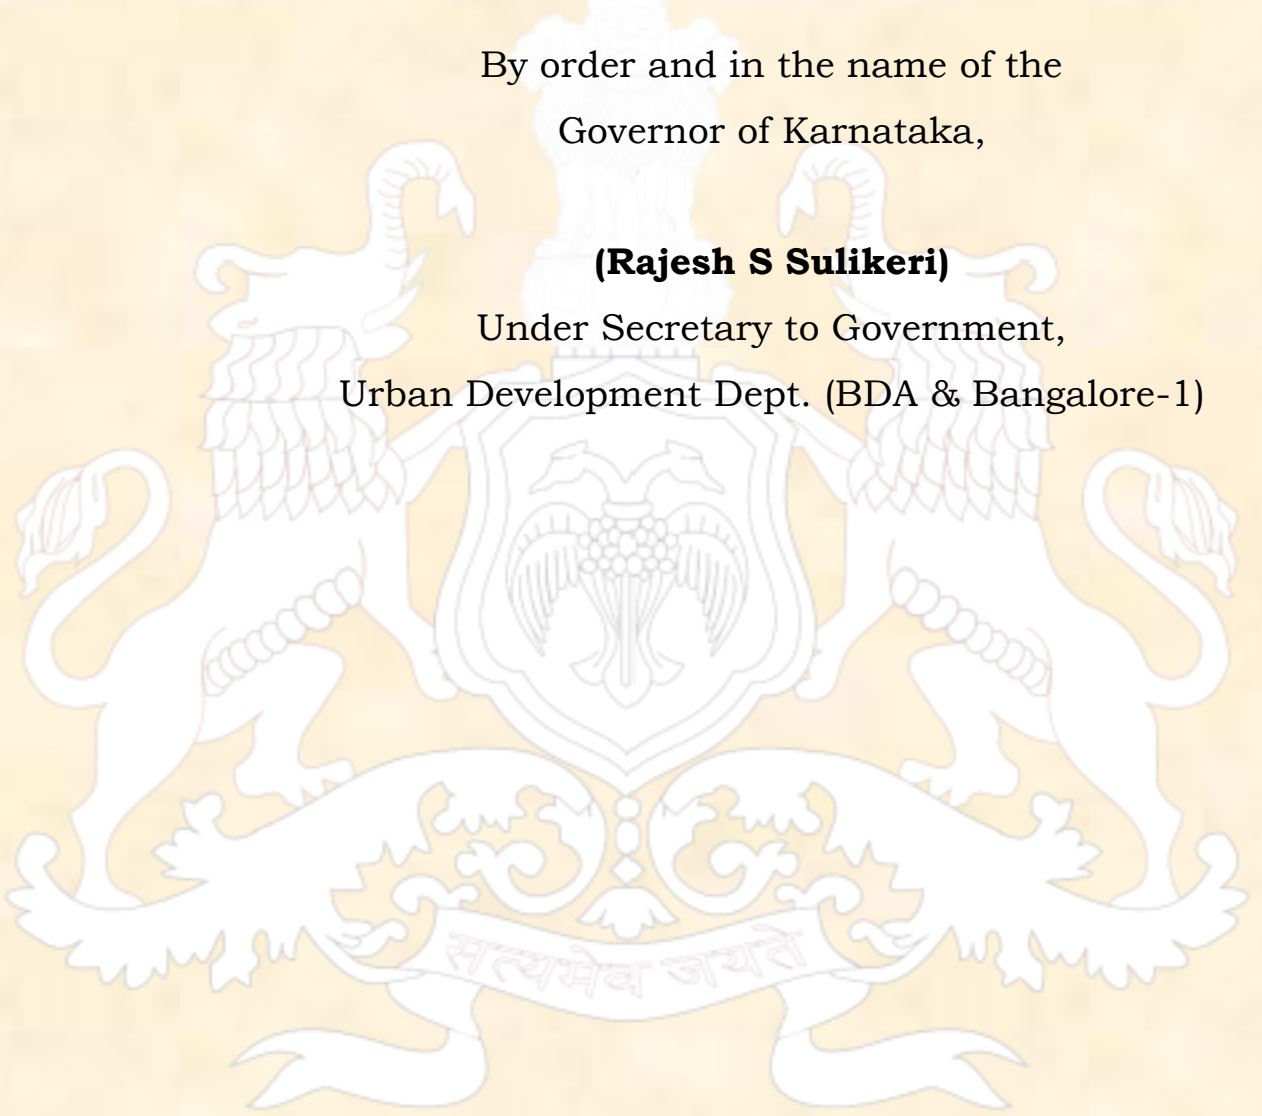 By order and in the name of the
Governor of Karnataka,
(Rajesh S Sulikeri)
Under Secretary to Government,
Urban Development Dept. (BDA & Bangalore-1)
सत्यमेव जयते